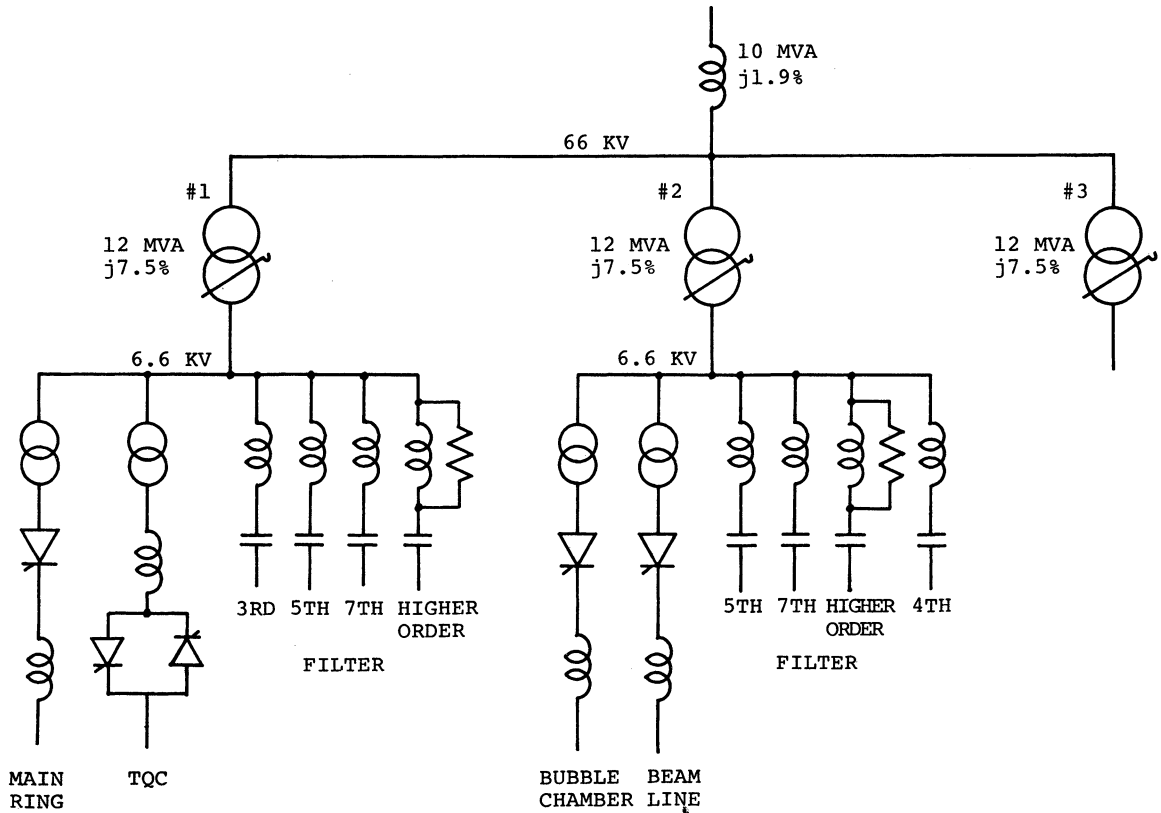 10 MVA
j1.9%
66 KV
#1
#2
#3
12 MVA
j7.5%
12 MVA
j7.5%
12 MVA
j7.5%
6.6 KV
6.6 KV
3RD 5TH 7TH HIGHER
ORDER
FILTER
5TH 7TH HIGHER 4TH
ORDER
FILTER
MAIN
RING
TQC
BUBBLE
CHAMBER
BEAM
LINE